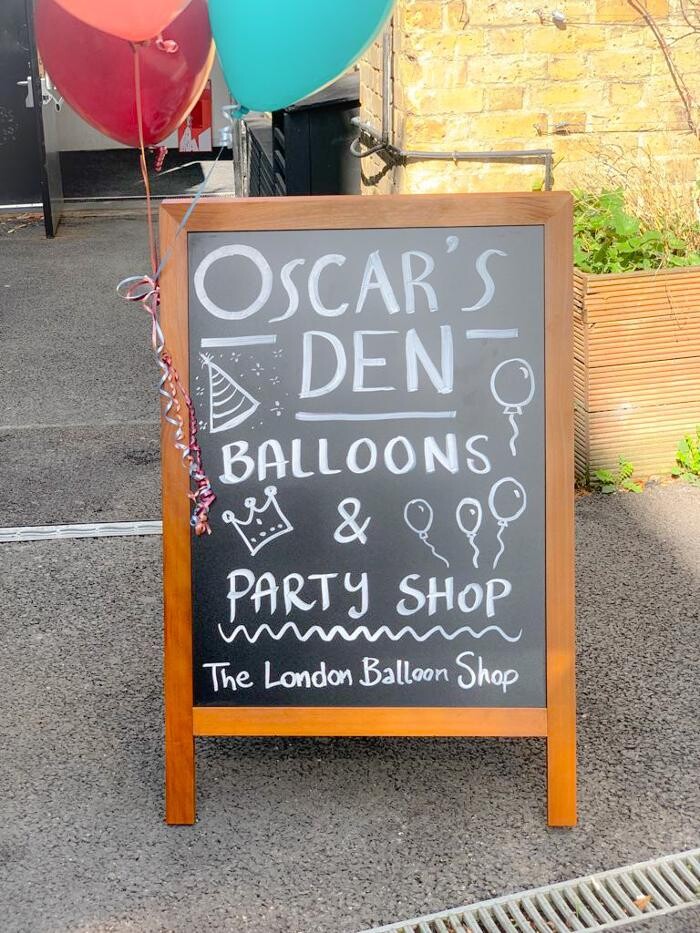 OSCAR'S
DEN
BALLOONS
&
PARTY SHOP
The London Balloon Shop